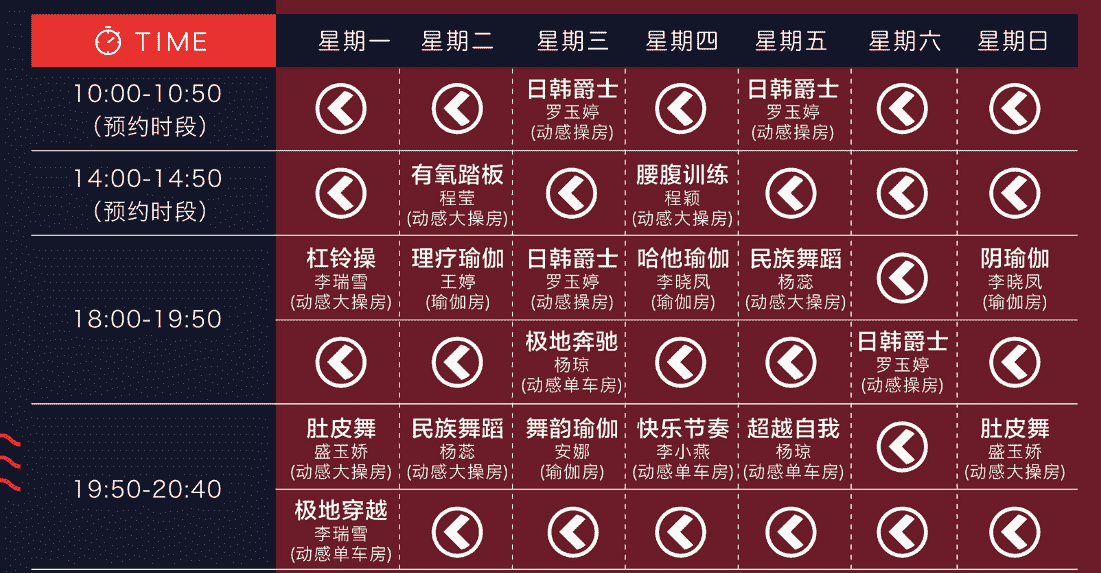 TIME 星期一 星期二 星期三 星期四 星期五 星期六 星期日
10:00-10:50
(预约时段)
日韩爵士
罗玉婷
(动感操房)
日韩爵士
罗玉婷
(动感操房)
14:00-14:50
(预约时段)
有氧踏板
程莹
(动感大操房)
腰腹训练
程颖
(动感大操房)
18:00-19:50
杠铃操
李瑞雪
(动感大操房)
理疗瑜伽
王婷
(瑜伽房)
日韩爵士
罗玉婷
(动感操房)
哈他瑜伽
李晓凤
(瑜伽房)
民族舞蹈
杨蕊
(动感大操房)
阴瑜伽
李晓凤
(瑜伽房)
极地奔驰
杨琼
(动感单车房)
日韩爵士
罗玉婷
(动感操房)
19:50-20:40
肚皮舞
盛玉娇
(动感大操房)
民族舞蹈
杨蕊
(动感大操房)
舞韵瑜伽
安娜
(瑜伽房)
快乐节奏
李小燕
(动感单车房)
超越自我
杨琼
(动感单车房)
肚皮舞
盛玉娇
(动感大操房)
极地穿越
李瑞雪
(动感单车房)